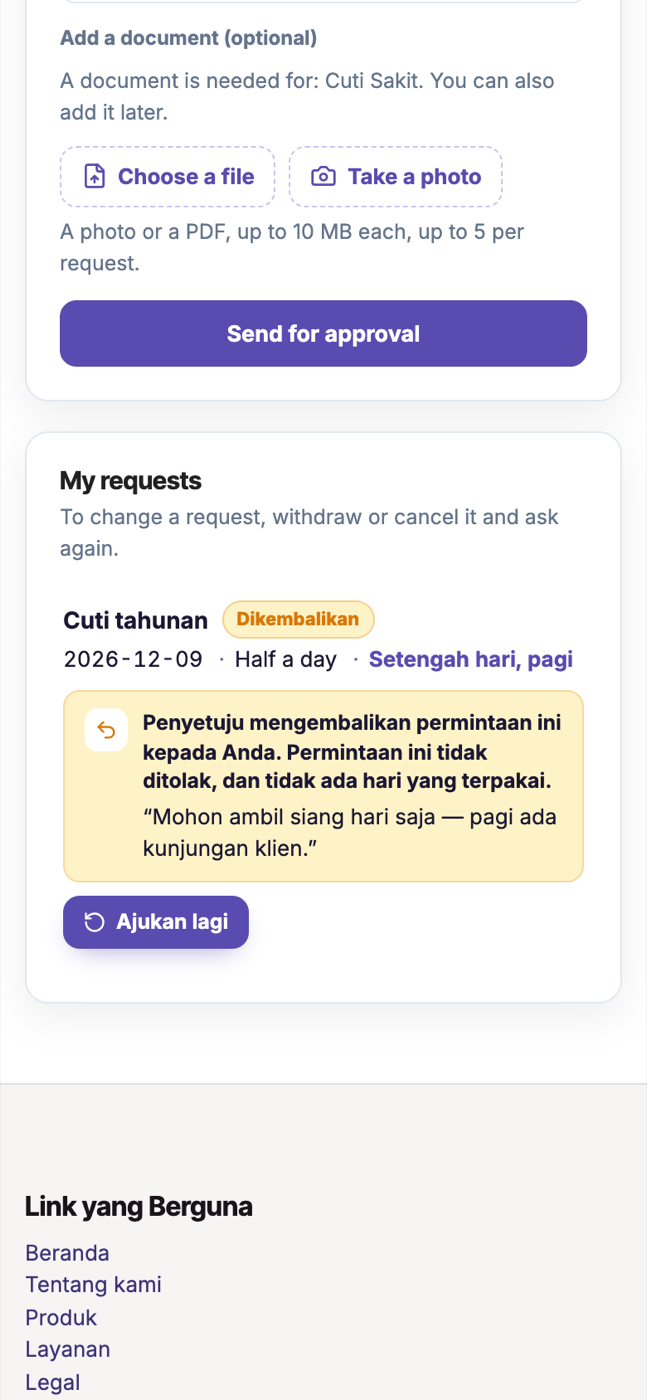 Add a document (optional)
A document is needed for: Cuti Sakit. You can also
add it later.
Choose a file
Take a photo
A photo or a PDF, up to 10 MB each, up to 5 per
request.
Send for approval
My requests
To change a request, withdraw or cancel it and ask
again.
Cuti tahunan Dikembalikan
2026-12-09 · Half a day · Setengah hari, pagi
Penyetuju mengembalikan permintaan ini
kepada Anda. Permintaan ini tidak
ditolak, dan tidak ada hari yang terpakai.
“Mohon ambil siang hari saja — pagi ada
kunjungan klien.”
Ajukan lagi
Link yang Berguna
Beranda
Tentang kami
Produk
Layanan
Legal